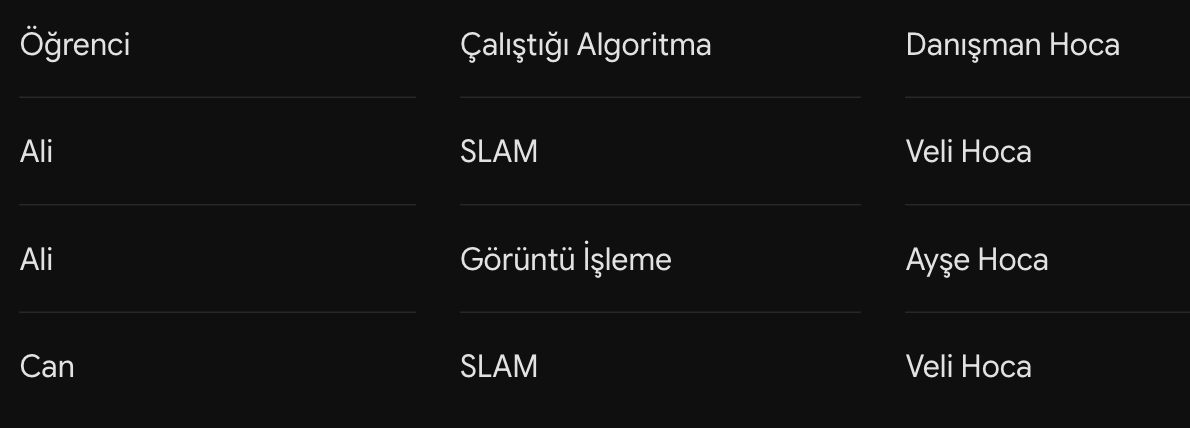 Öğrenci Çalıştığı Algoritma Danışman Hoca
Ali SLAM Veli Hoca
Ali Görüntü İşleme Ayşe Hoca
Can SLAM Veli Hoca